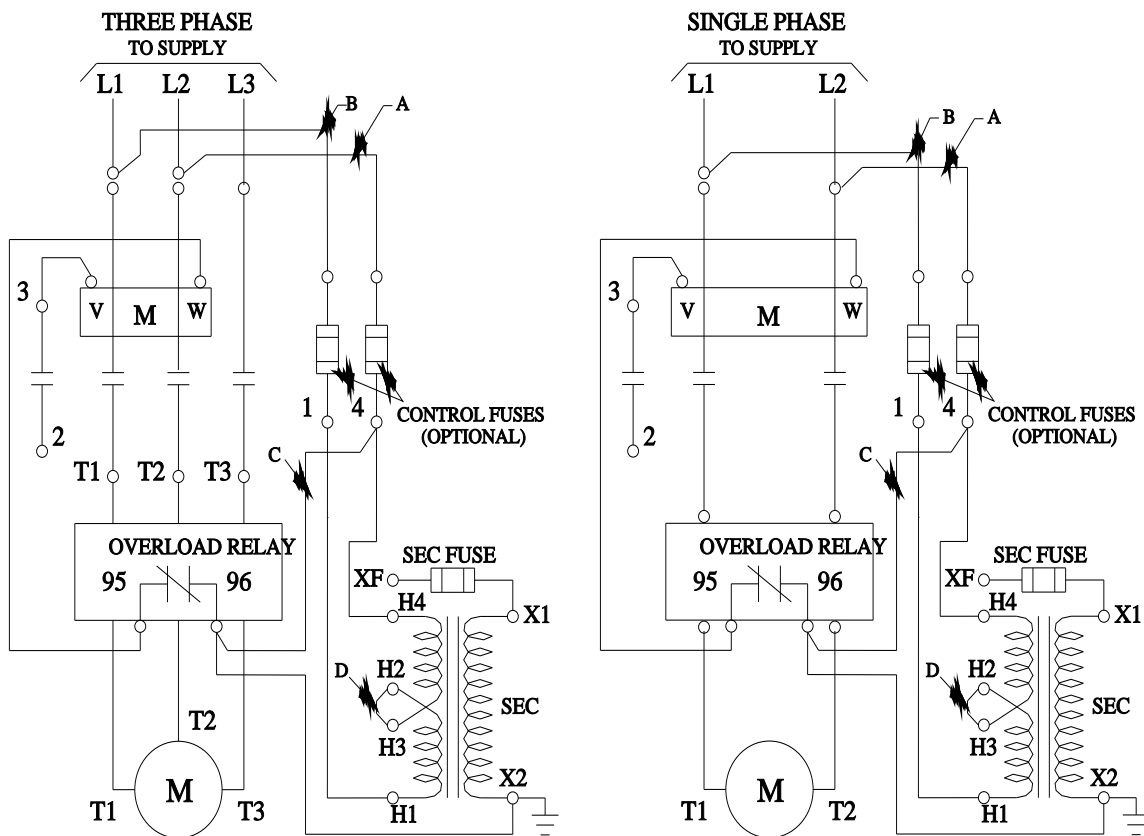 THREE PHASE
TO SUPPLY
L1 L2 L3
B A
3
V M W
1 4
CONTROL FUSES
(OPTIONAL)
2
C
T1 T2 T3
OVERLOAD RELAY
95 96
SEC FUSE
XF
H4 X1
D H2
SEC
H3
T2
M
T1 T3
X2
H1
SINGLE PHASE
TO SUPPLY
L1 L2
B A
3
V M W
1 4
CONTROL FUSES
(OPTIONAL)
2
C
OVERLOAD RELAY
95 96
SEC FUSE
XF
H4 X1
D H2
SEC
H3
M
T1 T2
X2
H1